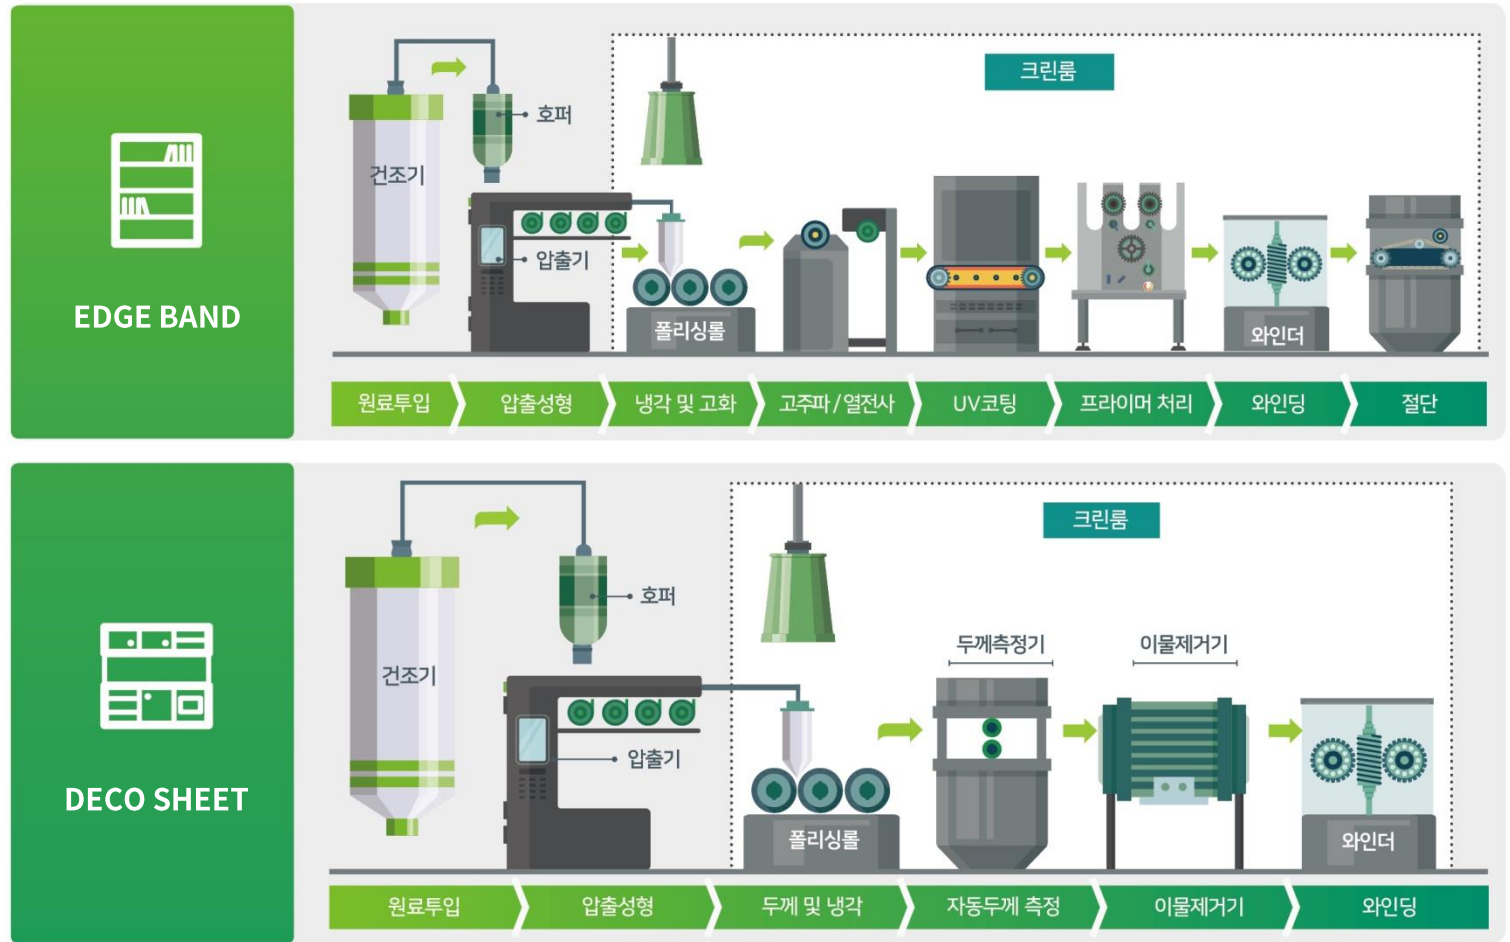 EDGE BAND
크린룸
호퍼
건조기
압출기
폴리싱롤
와인더
원료투입
압출성형
냉각 및 고화
고주파 / 열전사
UV코팅
프라이머 처리
와인딩
절단
DECO SHEET
크린룸
호퍼
건조기
압출기
두께측정기
이물제거기
폴리싱롤
와인더
원료투입
압출성형
두께 및 냉각
자동두께 측정
이물제거기
와인딩